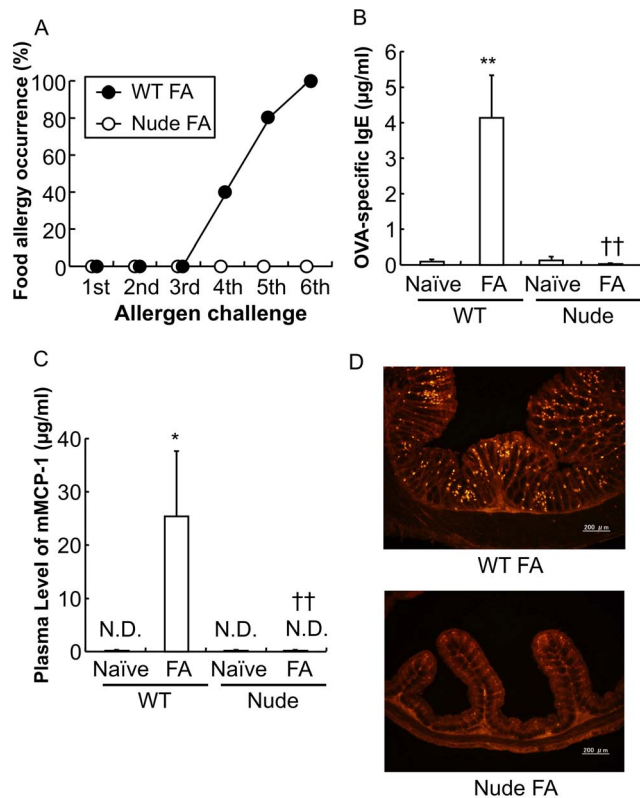 A
Food allergy occurrence (%)
100
80
60
40
20
0
WT FA
Nude FA
1st 2nd 3rd 4th 5th 6th
Allergen challenge
B
OVA-specific IgE (µg/ml)
6
5
4
3
2
1
0
**
††
Naïve FA Naïve FA
WT Nude
C
Plasma Level of mMCP-1 (µg/ml)
40
30
20
10
0
*
††
N.D. N.D. N.D.
Naïve FA Naïve FA
WT Nude
D
200 µm
WT FA
200 µm
Nude FA